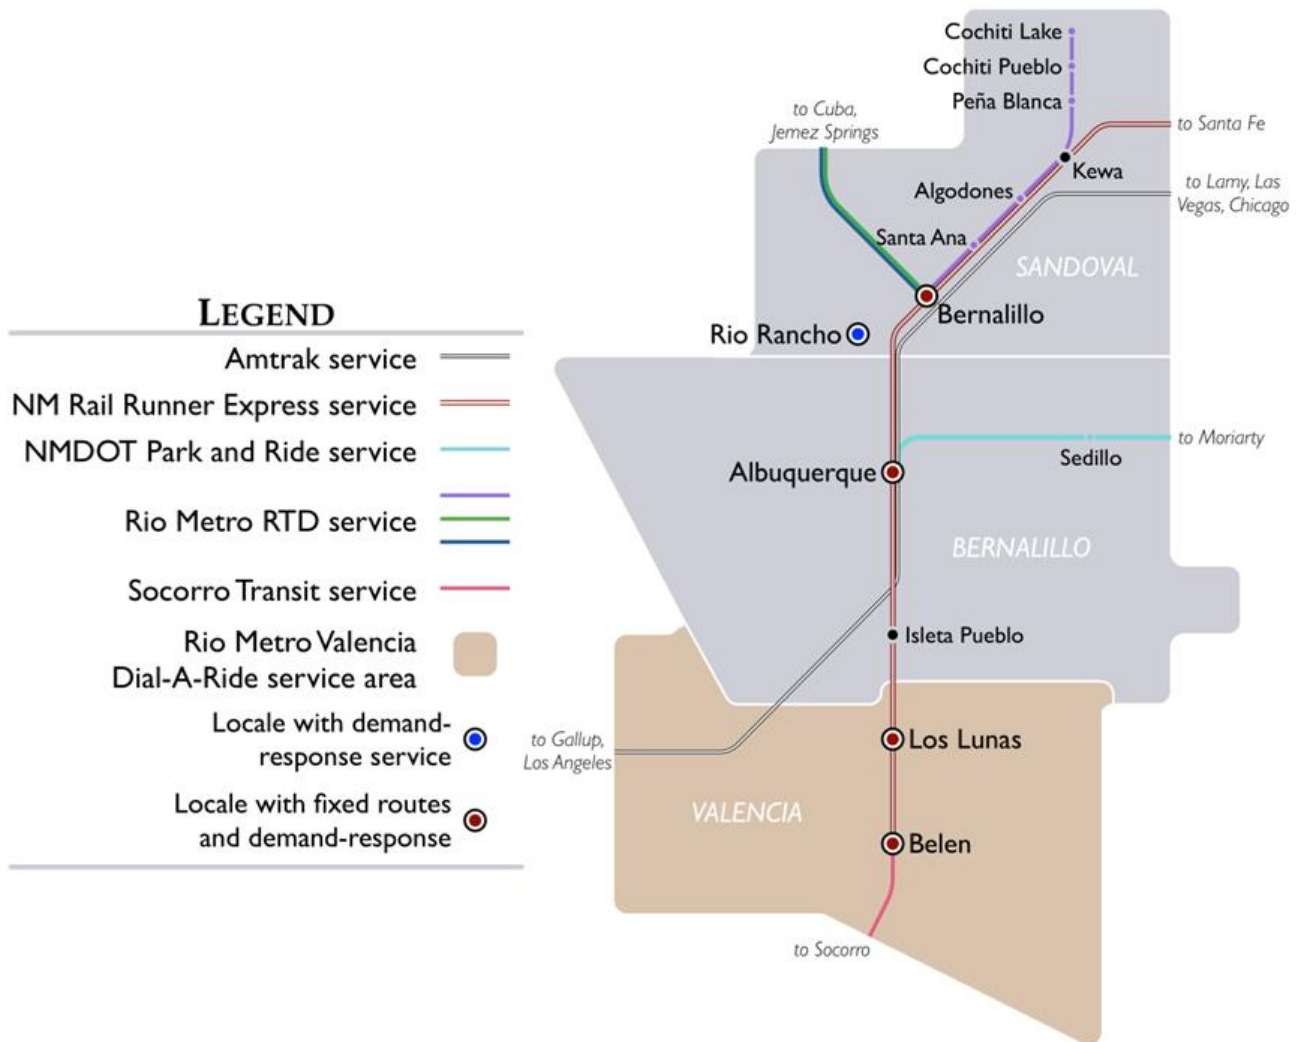 Cochiti Lake
Cochiti Pueblo
Peña Blanca
to Cuba,
Jemez Springs
to Santa Fe
Kewa
to Lamy, Las
Vegas, Chicago
Algodones
Santa Ana
SANDOVAL
Bernalillo
Rio Rancho
LEGEND
Amtrak service
NM Rail Runner Express service
NMDOT Park and Ride service
Rio Metro RTD service
Socorro Transit service
Rio Metro Valencia
Dial-A-Ride service area
Locale with demand-
response service
Locale with fixed routes
and demand-response
to Moriarty
Sedillo
Albuquerque
BERNALILLO
Isleta Pueblo
to Gallup,
Los Angeles
Los Lunas
VALENCIA
Belen
to Socorro